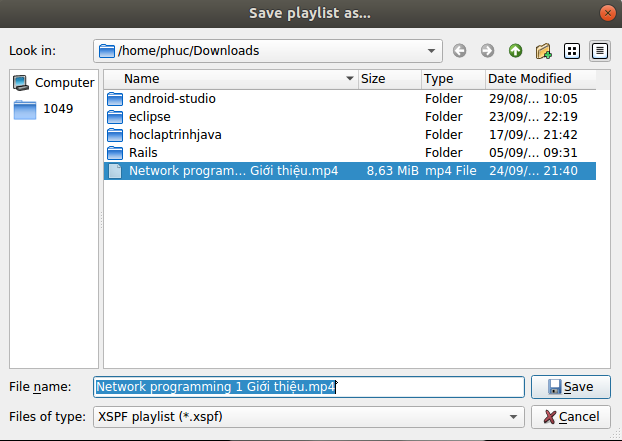 Save playlist as...
Look in: /home/phuc/Downloads
Computer
1049
Name Size Type Date Modified
android-studio Folder 29/08/... 10:05
eclipse Folder 23/09/... 22:19
hoclaptrinhjava Folder 17/09/... 21:42
Rails Folder 05/09/... 09:31
Network program... Giới thiệu.mp4 8,63 MiB mp4 File 24/09/... 21:40
File name: Network programming 1 Giới thiệu.mp4 Save
Files of type: XSPF playlist (*.xspf) Cancel